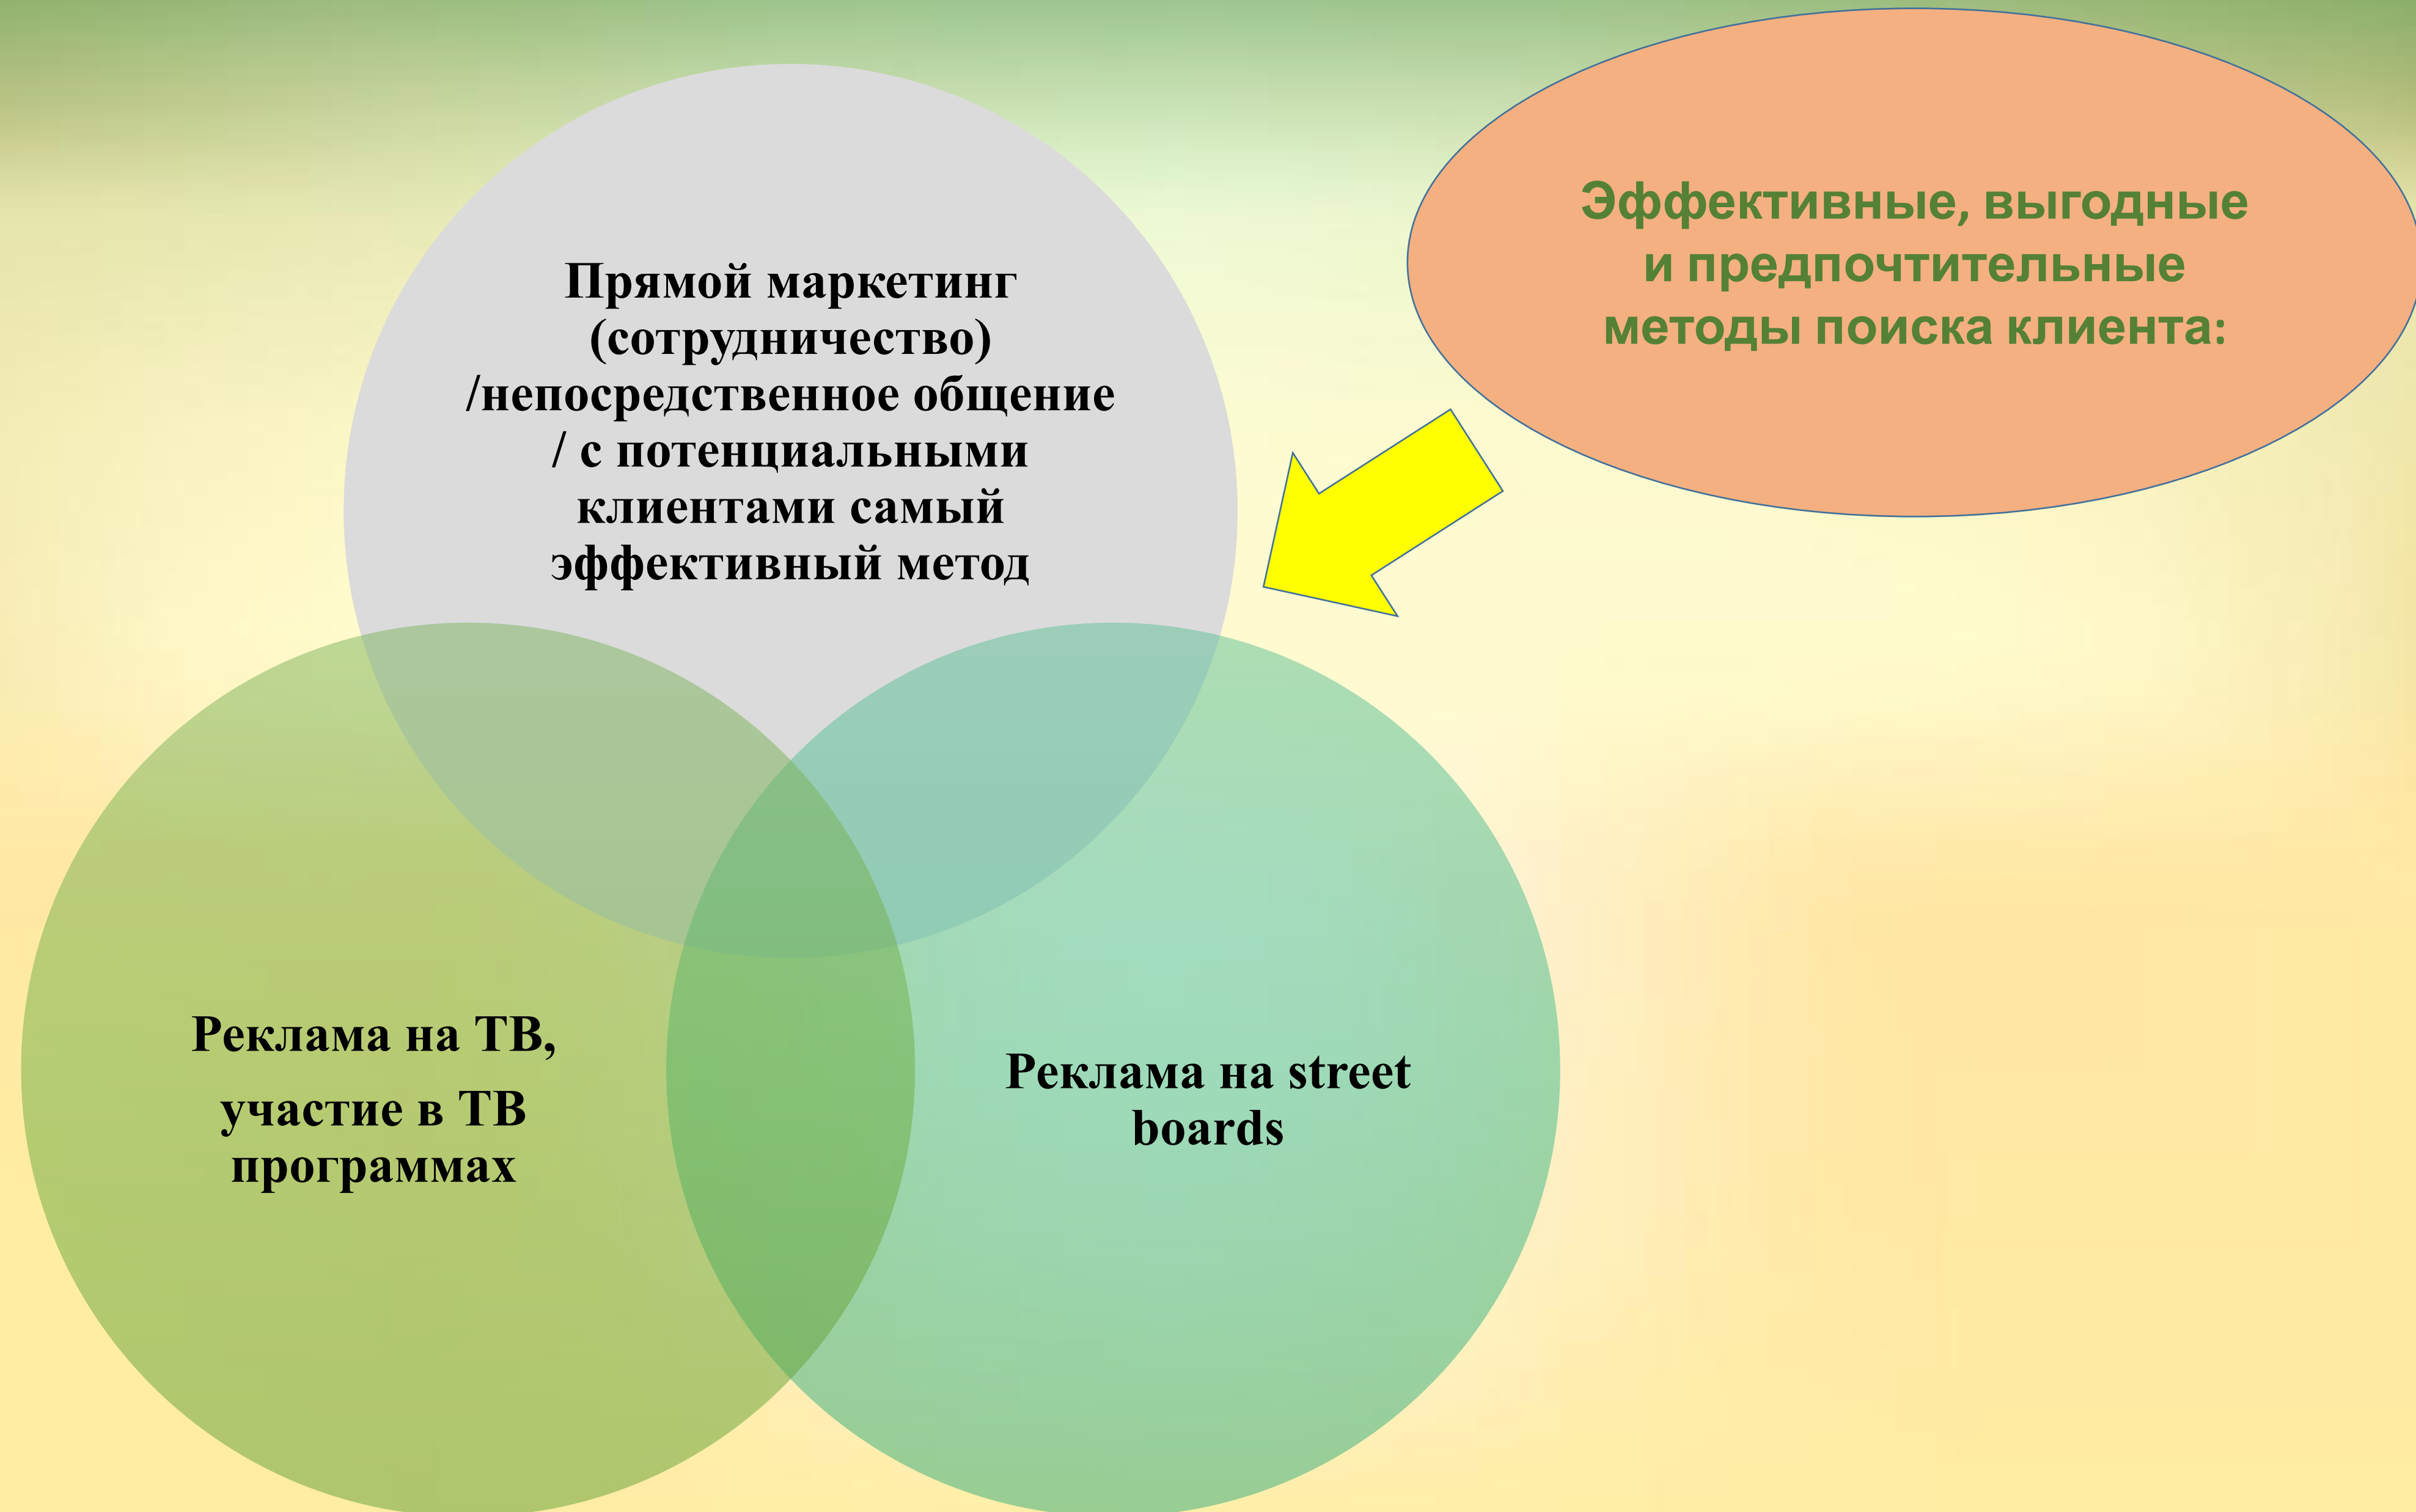 Эффективные, выгодные
и предпочтительные
методы поиска клиента:
Прямой маркетинг
(сотрудничество)
/непосредственное общение
/ с потенциальными
клиентами самый
эффективный метод
Реклама на ТВ,
участие в ТВ
программах
Реклама на street
boards